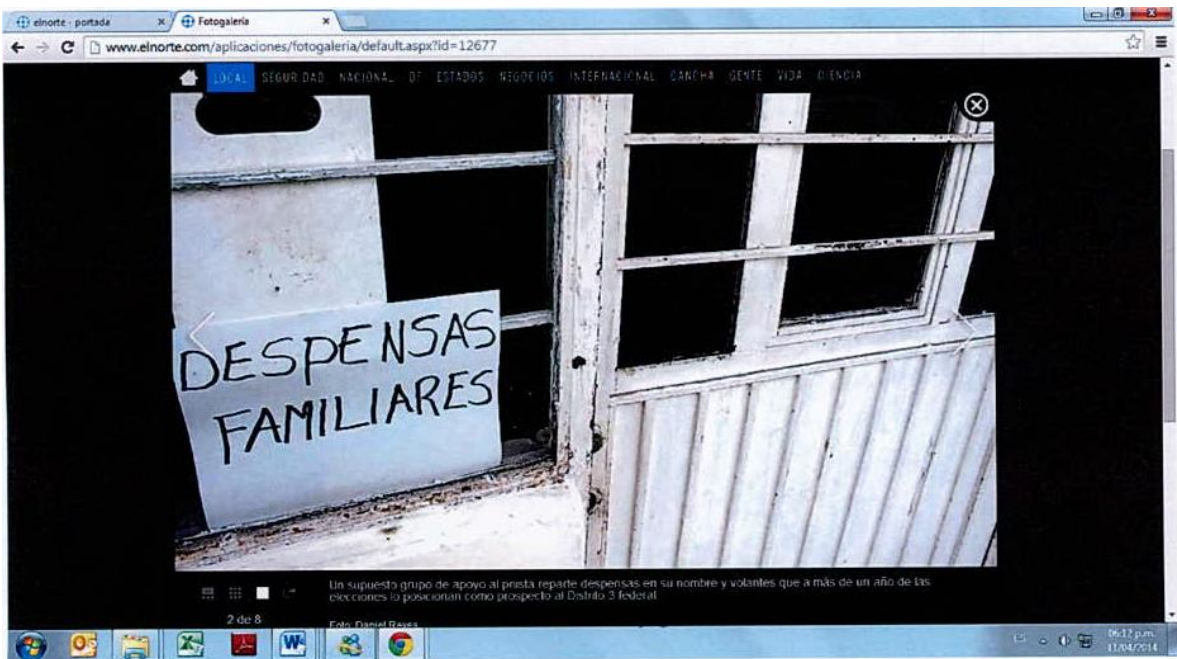 elnorte - portada
Fotogalería
www.elnorte.com/aplicaciones/fotogaleria/default.aspx?id=12677
LOCAL SEGURIDAD NACIONAL DF ESTADOS NEGOCIOS INTERNACIONAL CANCHA GENTE VIDA CIENCIA
DESPENSAS
FAMILIARES
Un supuesto grupo de apoyo al priista reparte despensas en su nombre y volantes que a más de un año de las
elecciones lo posicionan como prospecto al Distrito 3 federal
2 de 8
Foto: Daniel Reyes
ES
06:12 p.m.
11/04/2014